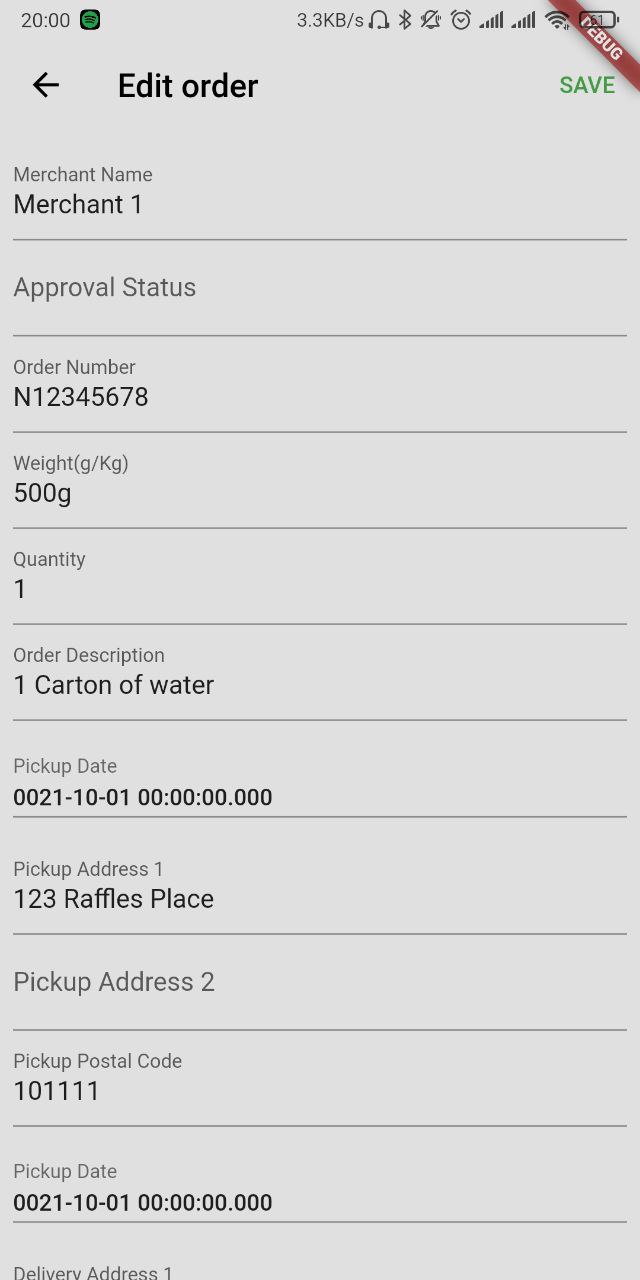 20:00 3.3KB/s 61
DEBUG
Edit order SAVE
Merchant Name
Merchant 1
Approval Status
Order Number
N12345678
Weight(g/Kg)
500g
Quantity
1
Order Description
1 Carton of water
Pickup Date
0021-10-01 00:00:00.000
Pickup Address 1
123 Raffles Place
Pickup Address 2
Pickup Postal Code
101111
Pickup Date
0021-10-01 00:00:00.000
Delivery Address 1